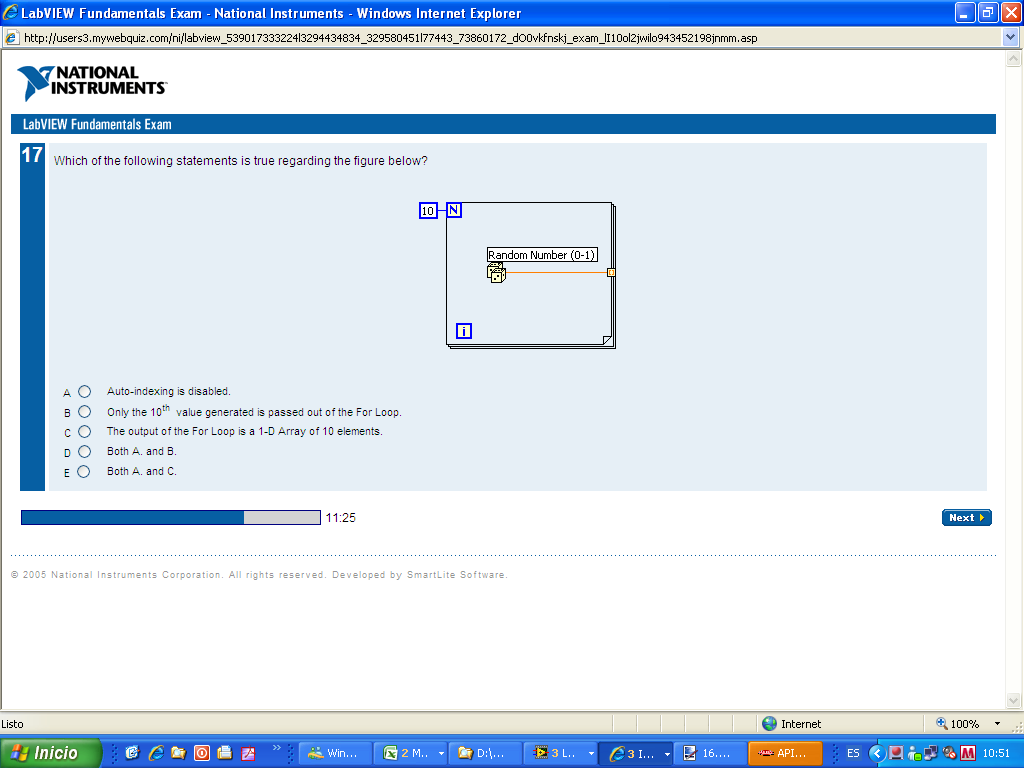 LabVIEW Fundamentals Exam - National Instruments - Windows Internet Explorer
http://users3.mywebquiz.com/ni/labview_539017333224l3294434834_329580451l77443_73860172_dO0vkfnskj_exam_lI10ol2jwilo943452198jnmm.asp
NATIONAL
INSTRUMENTS
LabVIEW Fundamentals Exam
17 Which of the following statements is true regarding the figure below?
10 N
Random Number (0-1)
i
A Auto-indexing is disabled.
B Only the 10th value generated is passed out of the For Loop.
C The output of the For Loop is a 1-D Array of 10 elements.
D Both A. and B.
E Both A. and C.
11:25 Next
© 2005 National Instruments Corporation. All rights reserved. Developed by SmartLite Software.
Listo Internet 100%
Inicio Win... 2 M... D:\... 3 L... 3 I... 16.... API... ES 10:51